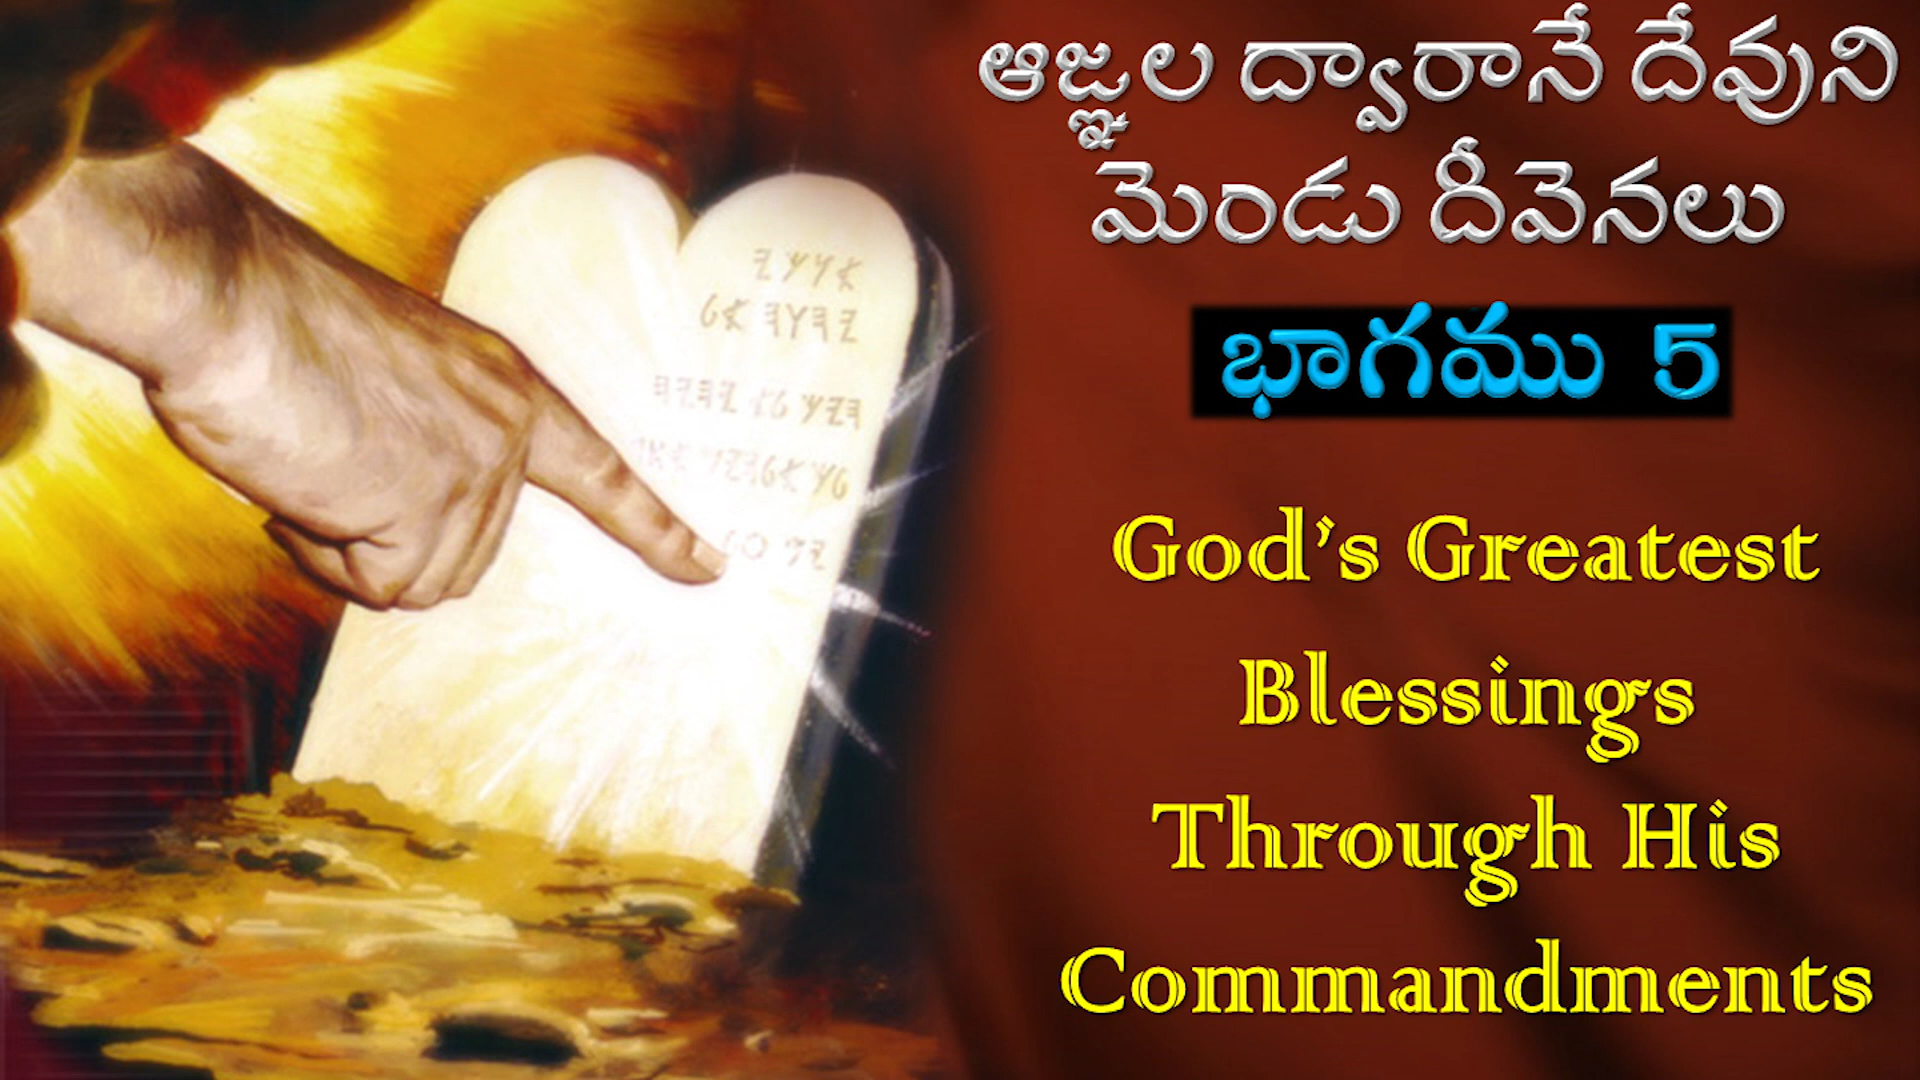 ఆజ్ఞల ద్వారానే దేవుని
మెండు దీవెనలు
భాగము 5
God's Greatest
Blessings
Through His
Commandments